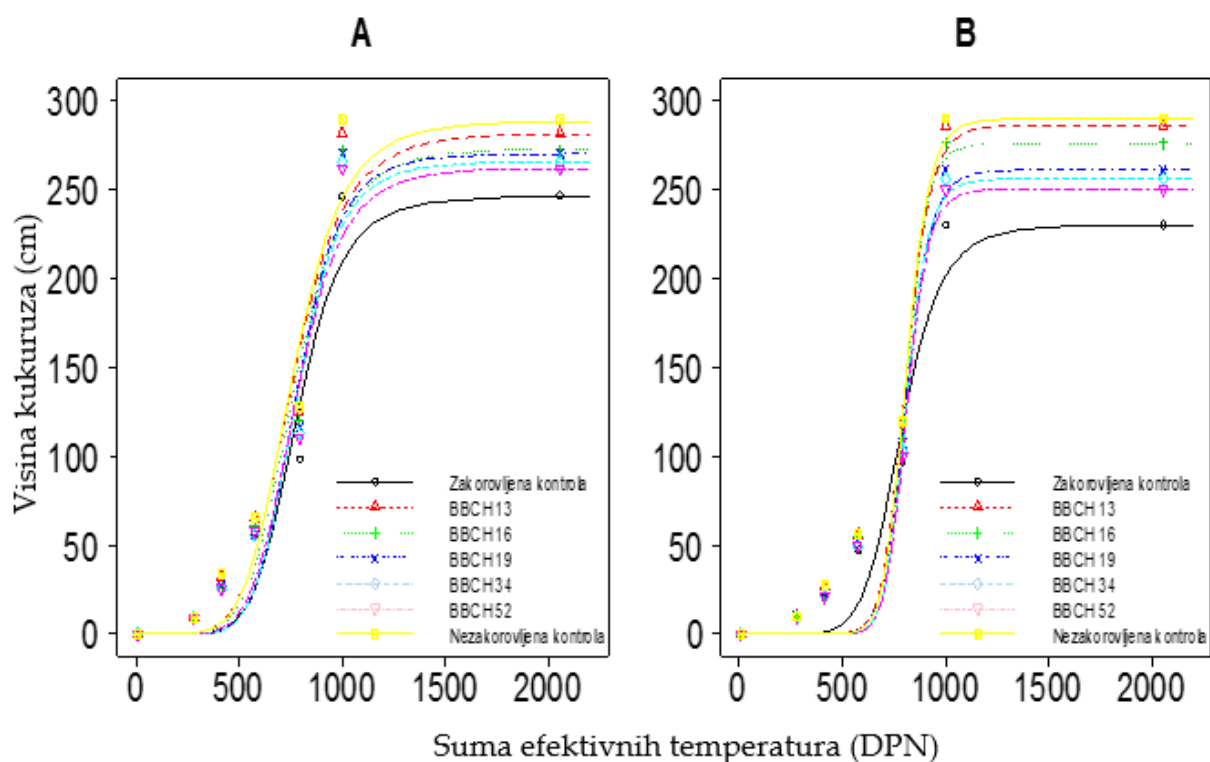 A
B
Visina kukuruza (cm)
300
250
200
150
100
50
0
Zakorovljena kontrola
BBCH13
BBCH16
BBCH19
BBCH34
BBCH52
Nezakorovljena kontrola
0 500 1000 1500 2000
300
250
200
150
100
50
0
Zakorovljena kontrola
BBCH13
BBCH16
BBCH19
BBCH34
BBCH52
Nezakorovljena kontrola
0 500 1000 1500 2000
Suma efektivnih temperatura (DPN)